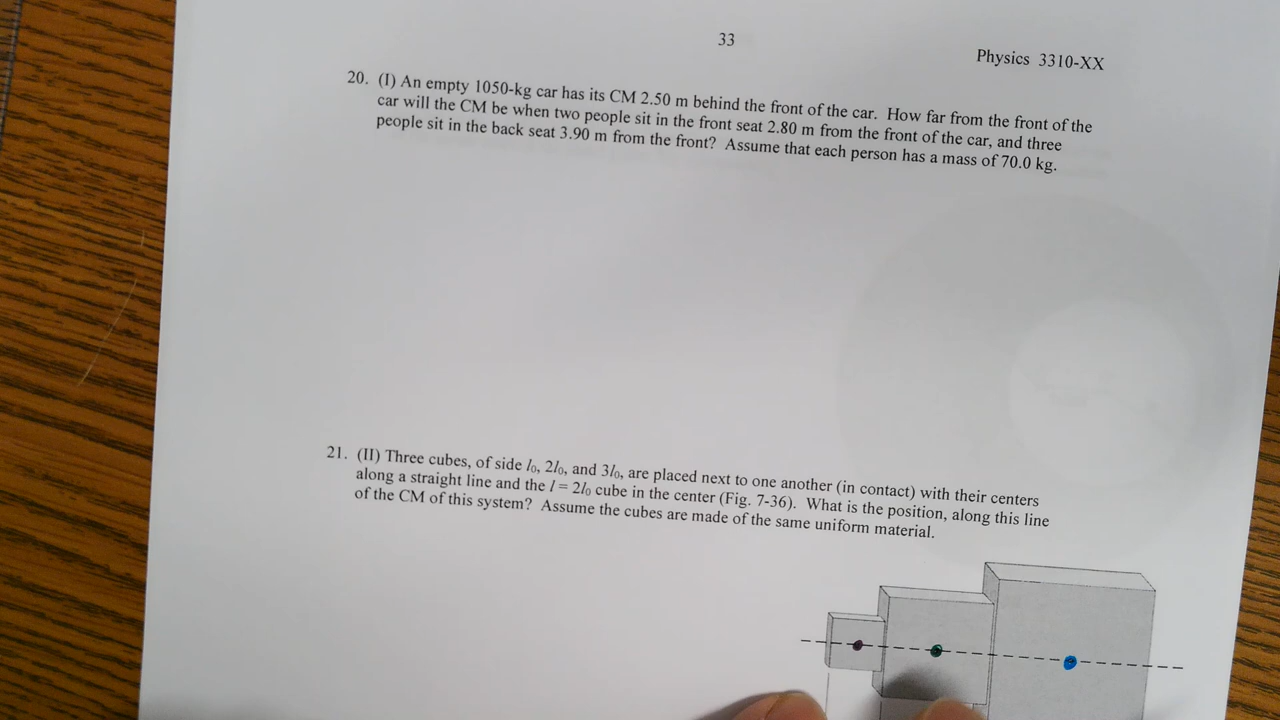 33
Physics 3310-XX
20. (I) An empty 1050-kg car has its CM 2.50 m behind the front of the car. How far from the front of the
car will the CM be when two people sit in the front seat 2.80 m from the front of the car, and three
people sit in the back seat 3.90 m from the front? Assume that each person has a mass of 70.0 kg.
21. (II) Three cubes, of side l₀, 2l₀, and 3l₀, are placed next to one another (in contact) with their centers
along a straight line and the l = 2l₀ cube in the center (Fig. 7-36). What is the position, along this line
of the CM of this system? Assume the cubes are made of the same uniform material.